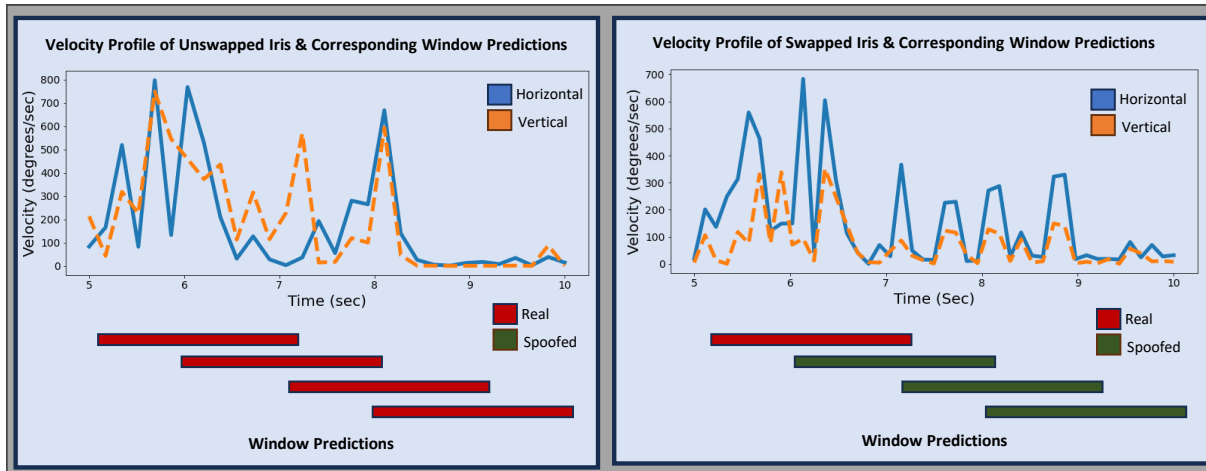 Velocity Profile of Unswapped Iris & Corresponding Window Predictions
800
700
600
500
400
300
200
100
0
Velocity (degrees/sec)
5 6 7 8 9 10
Time (sec)
Horizontal
Vertical
Real
Spoofed
Window Predictions
Velocity Profile of Swapped Iris & Corresponding Window Predictions
700
600
500
400
300
200
100
0
Velocity (degrees/sec)
5 6 7 8 9 10
Time (sec)
Horizontal
Vertical
Real
Spoofed
Window Predictions